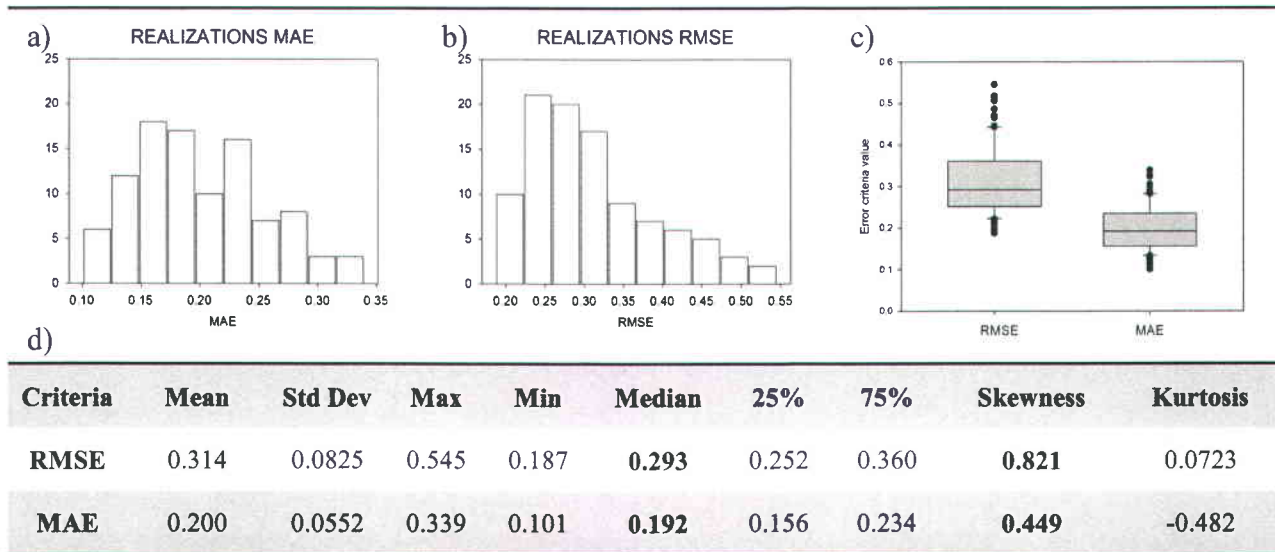 a) REALIZATIONS MAE
25
20
15
10
5
0
0.10 0.15 0.20 0.25 0.30 0.35
MAE
b) REALIZATIONS RMSE
25
20
15
10
5
0
0.20 0.25 0.30 0.35 0.40 0.45 0.50 0.55
RMSE
c)
Error criteria value
0.6
0.5
0.4
0.3
0.2
0.1
0.0
RMSE MAE
d)
Criteria Mean Std Dev Max Min Median 25% 75% Skewness Kurtosis
RMSE 0.314 0.0825 0.545 0.187 0.293 0.252 0.360 0.821 0.0723
MAE 0.200 0.0552 0.339 0.101 0.192 0.156 0.234 0.449 -0.482